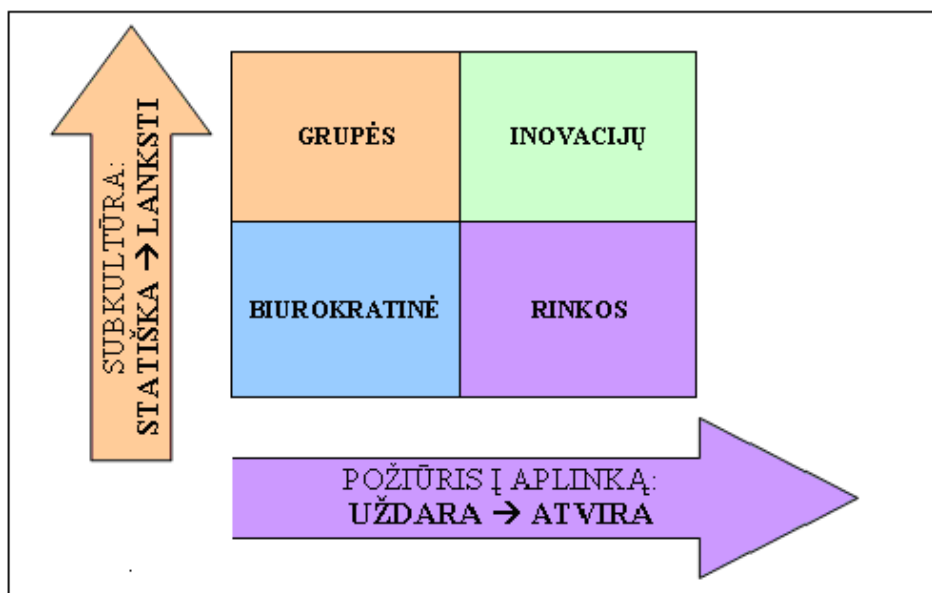 SUBKULTŪRA:
STATIŠKA → LANKSTI
GRUPĖS
INOVACIJŲ
BIUROKRATINĖ
RINKOS
POŽIŪRIS Į APLINKĄ:
UŽDARA → ATVIRA